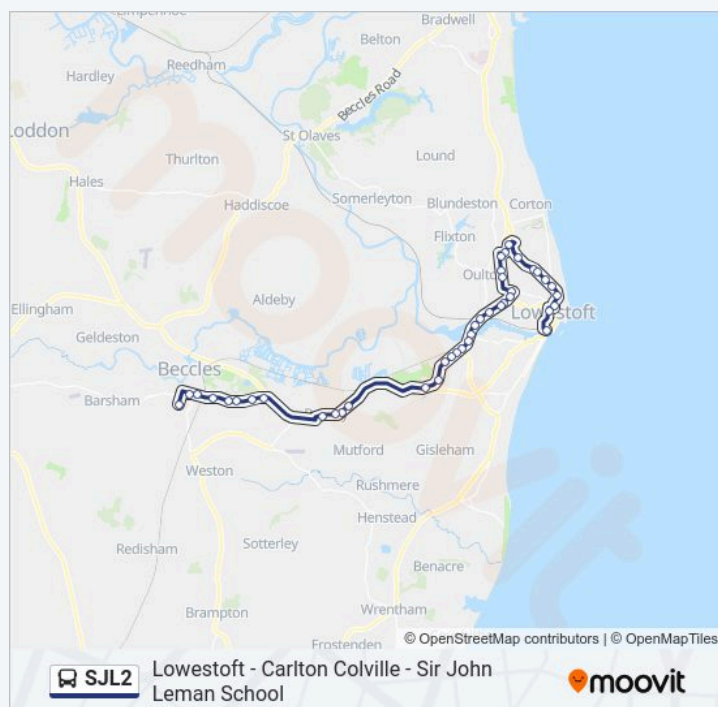 Limpenhoe
Bradwell
Belton
Reedham
Hardley
Beccles Road
Loddon
St Olaves
Thurlton
Lound
Hales
Somerleyton
Blundeston
Corton
Haddiscoe
Flixton
Oulton
Aldeby
Ellingham
Lowestoft
Geldeston
Beccles
Barsham
Mutford
Gisleham
Weston
Rushmere
Henstead
Redisham
Sotterley
Benacre
Brampton
Wrentham
Frostenden
moovit
© OpenStreetMap contributors | © OpenMapTiles
SJL2
Lowestoft - Carlton Colville - Sir John
Leman School
moovit